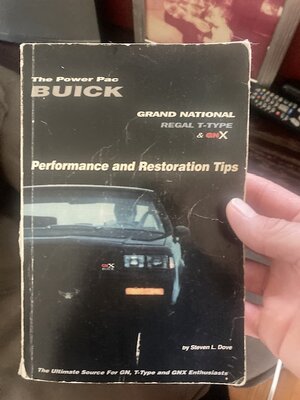 The Power Pac
BUICK
GRAND NATIONAL
REGAL T-TYPE
& GNX
Performance and Restoration Tips
GNX
by Steven L. Dove
The Ultimate Source For GN, T-Type and GNX Enthusiasts